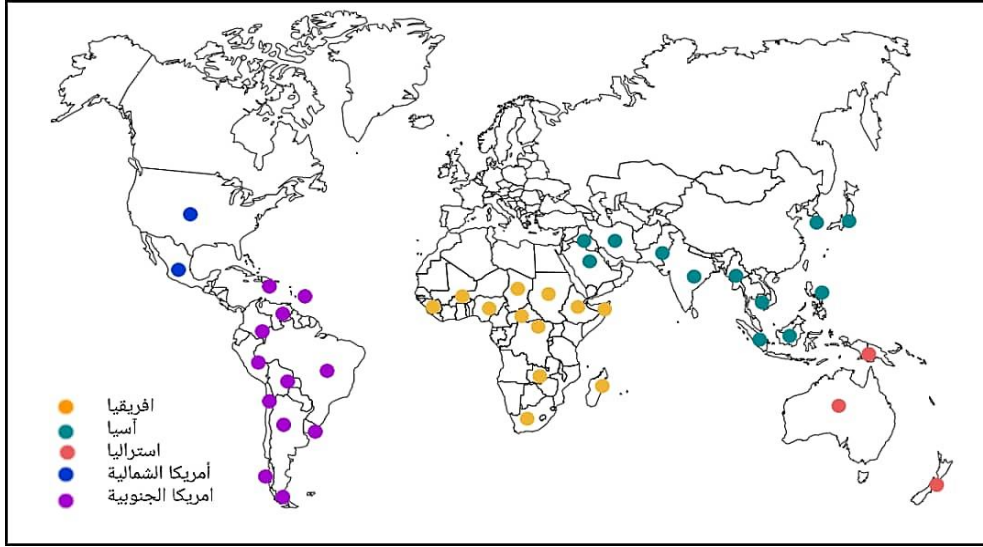 افريقيا
آسيا
استراليا
أمريكا الشمالية
امريكا الجنوبية